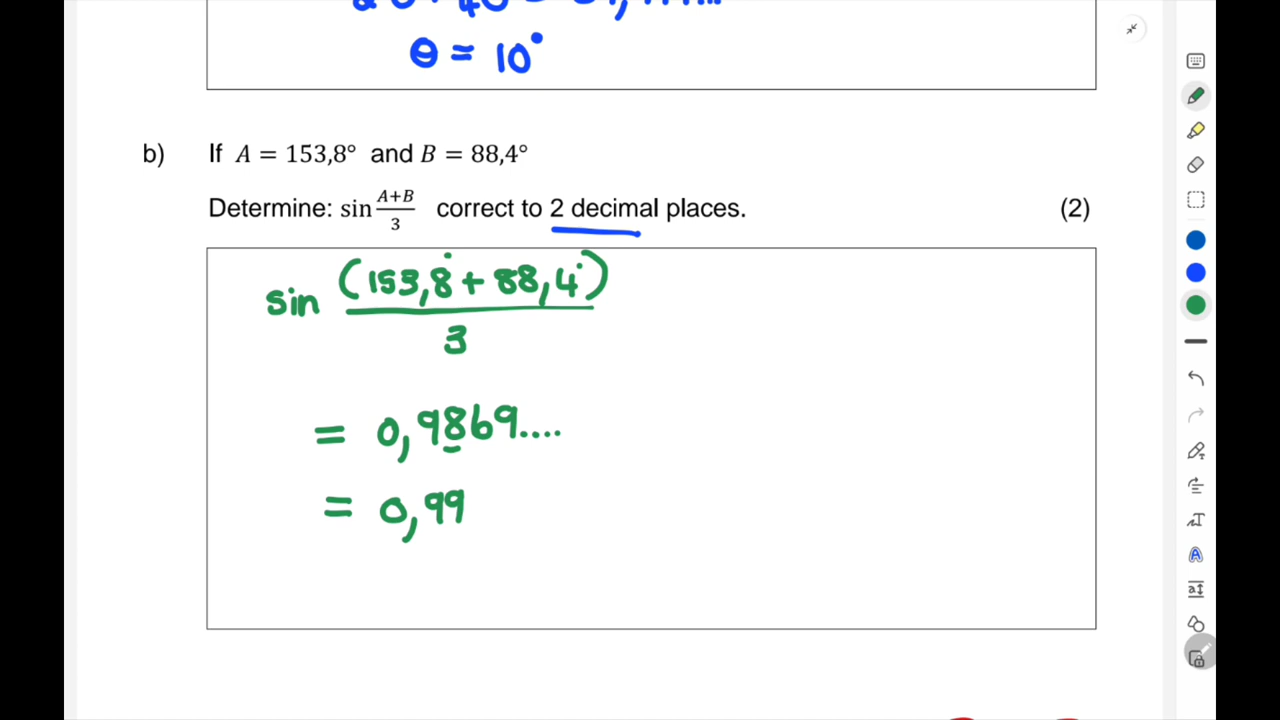 θ = 10°
b) If A = 153,8° and B = 88,4°
Determine: sin (A+B)/3 correct to 2 decimal places. (2)
sin (153,8° + 88,4°)
3
= 0,9869....
= 0,99